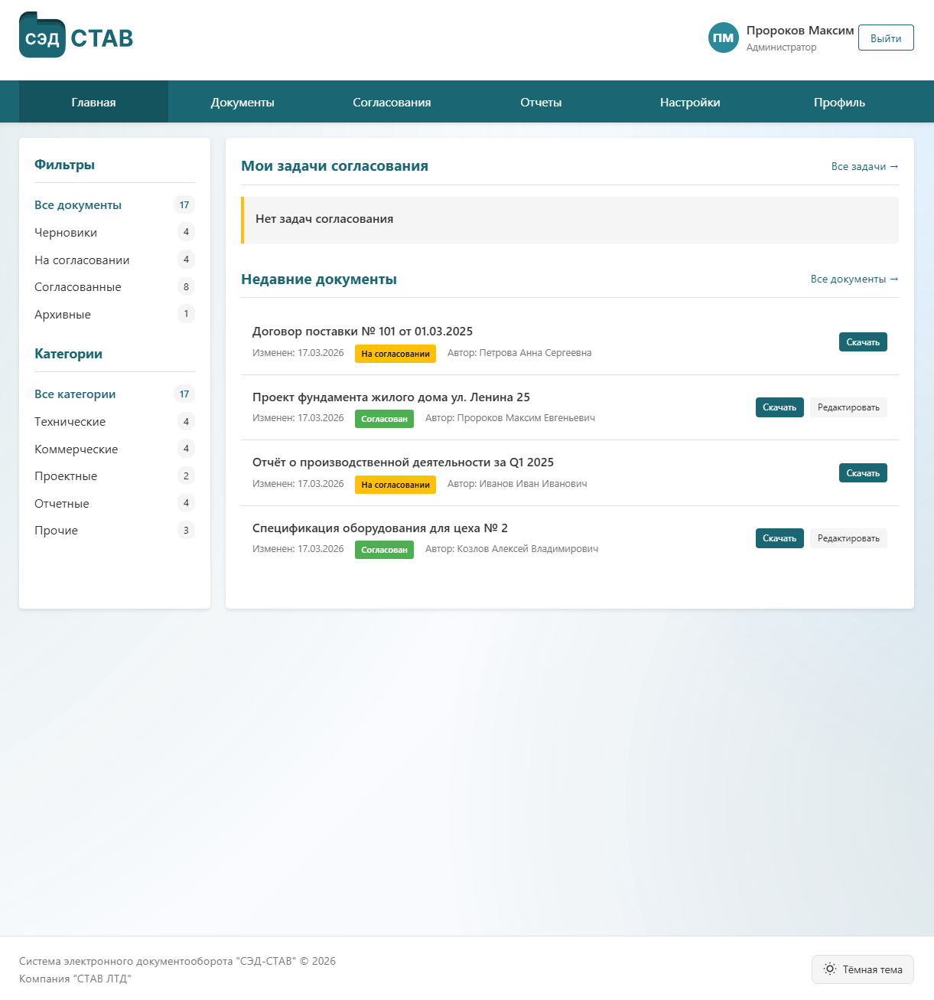 СЭД СТАВ
ПМ
Пророков Максим
Администратор
Выйти
Главная
Документы
Согласования
Отчеты
Настройки
Профиль
Фильтры
Все документы 17
Черновики 4
На согласовании 4
Согласованные 8
Архивные 1
Категории
Все категории 17
Технические 4
Коммерческие 4
Проектные 2
Отчетные 4
Прочие 3
Мои задачи согласования
Все задачи →
Нет задач согласования
Недавние документы
Все документы →
Договор поставки № 101 от 01.03.2025
Изменен: 17.03.2026 На согласовании Автор: Петрова Анна Сергеевна
Скачать
Проект фундамента жилого дома ул. Ленина 25
Изменен: 17.03.2026 Согласован Автор: Пророков Максим Евгеньевич
Скачать Редактировать
Отчёт о производственной деятельности за Q1 2025
Изменен: 17.03.2026 На согласовании Автор: Иванов Иван Иванович
Скачать
Спецификация оборудования для цеха № 2
Изменен: 17.03.2026 Согласован Автор: Козлов Алексей Владимирович
Скачать Редактировать
Система электронного документооборота "СЭД-СТАВ" © 2026
Компания "СТАВ ЛТД"
Тёмная тема